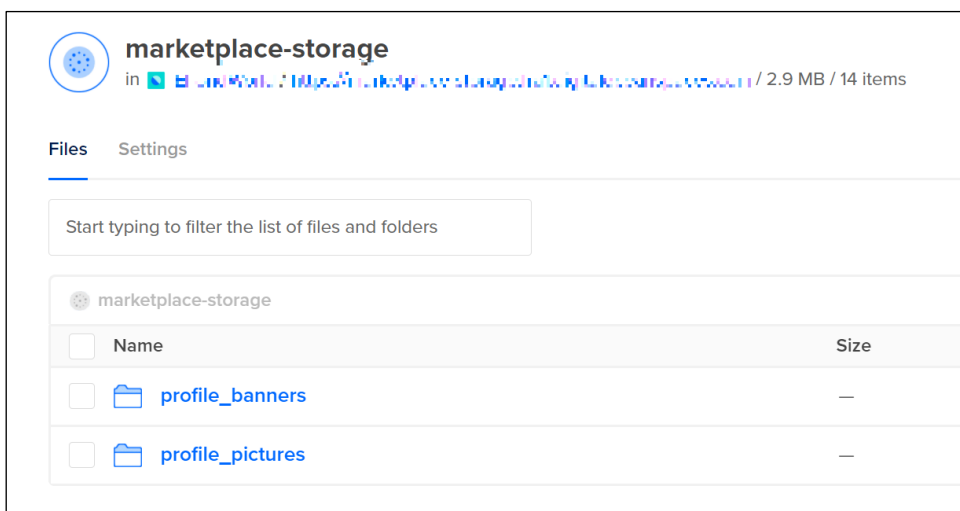 marketplace-storage
in / 2.9 MB / 14 items
Files Settings
Start typing to filter the list of files and folders
marketplace-storage
Name Size
profile_banners —
profile_pictures —